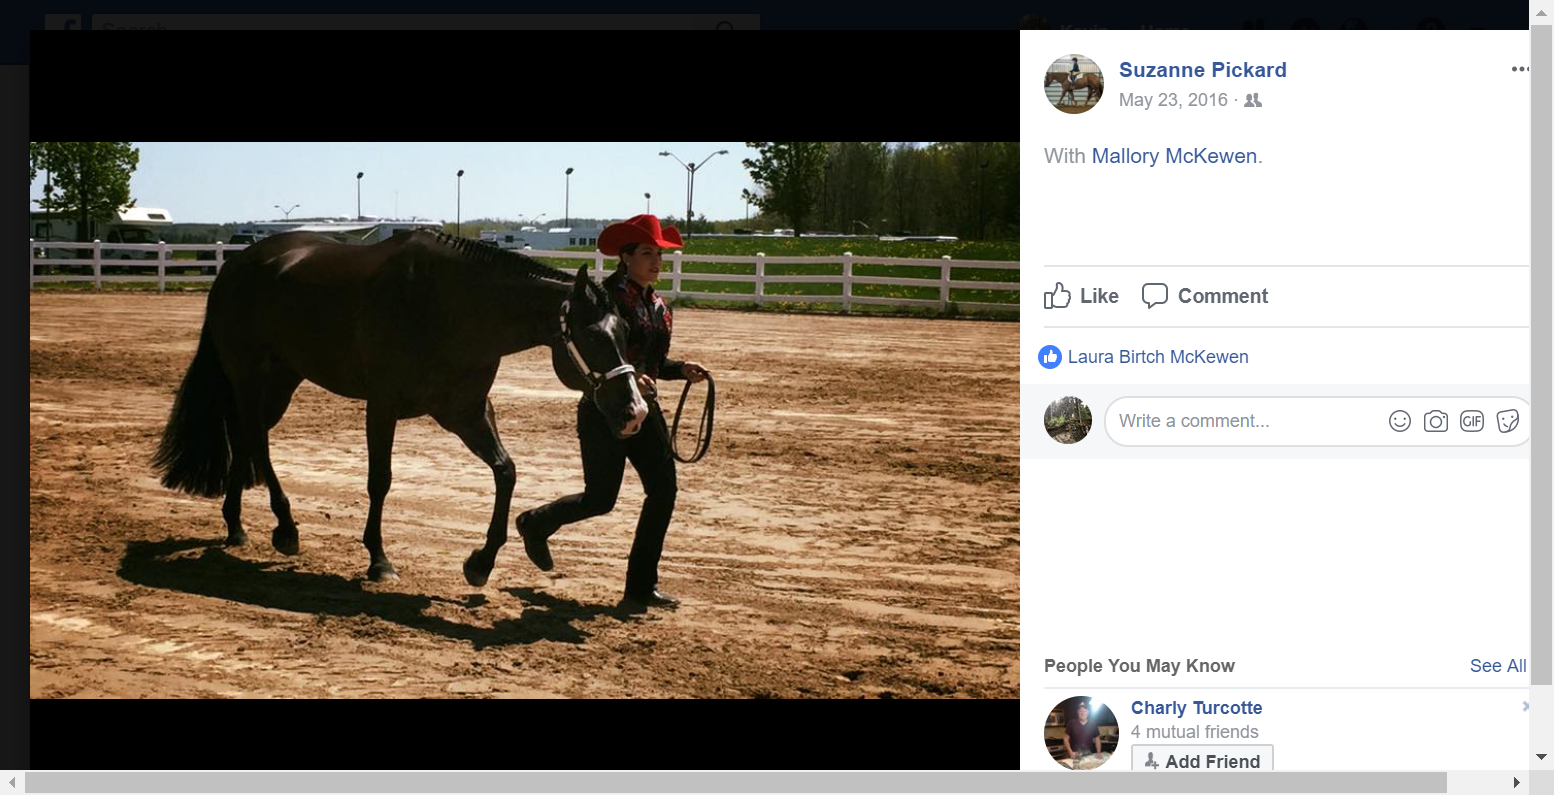 Search
Suzanne Pickard
May 23, 2016 ·
With Mallory McKewen.
Like Comment
Laura Birtch McKewen
Write a comment...
GIF
People You May Know See All
Charly Turcotte
4 mutual friends
Add Friend